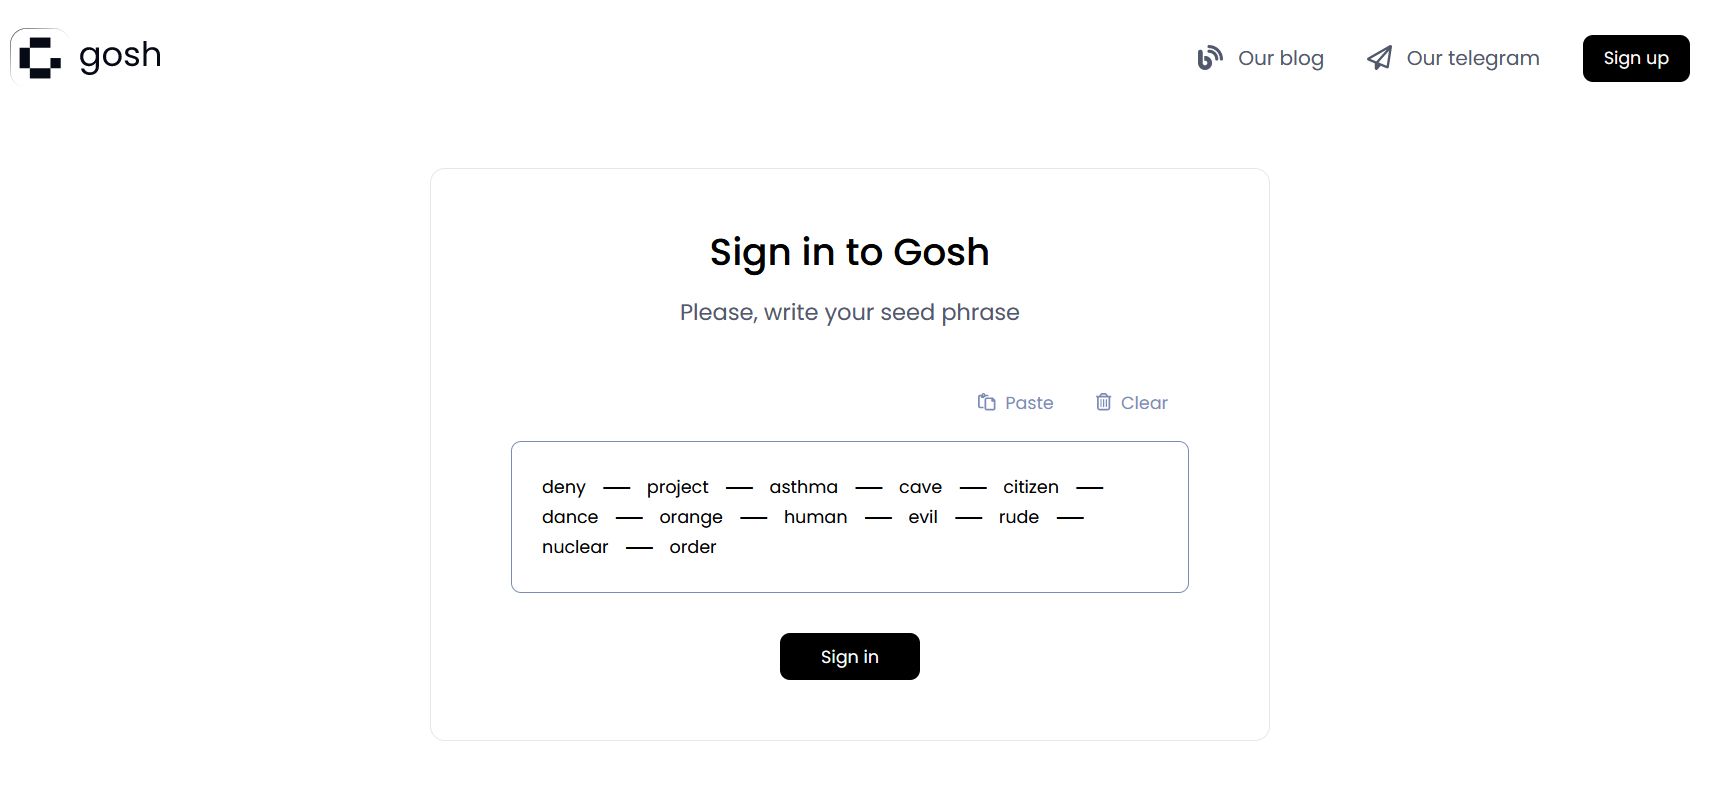 gosh
Our blog
Our telegram
Sign up
Sign in to Gosh
Please, write your seed phrase
Paste
Clear
deny — project — asthma — cave — citizen —
dance — orange — human — evil — rude —
nuclear — order
Sign in